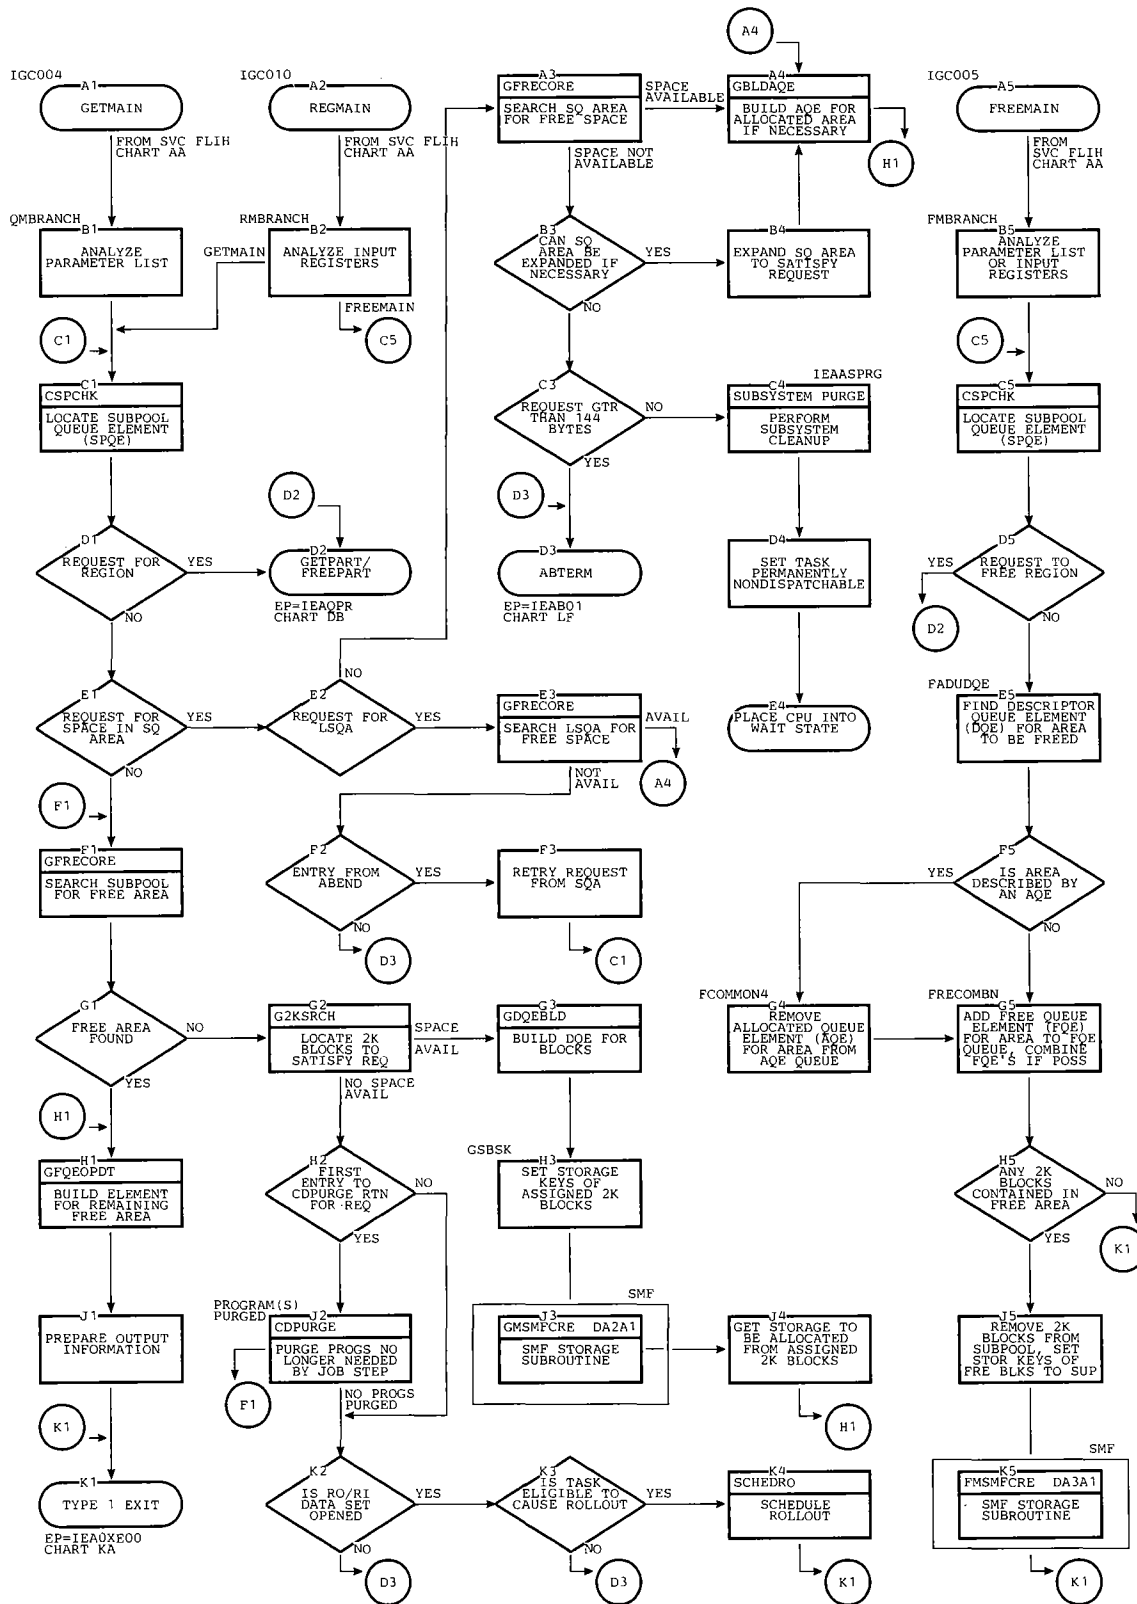 IGC004
A1
GETMAIN
FROM SVC FLIH
CHART AA
QMBRANCH
B1
ANALYZE
PARAMETER LIST
C1
C1
CSPCHK
LOCATE SUBPOOL
QUEUE ELEMENT
(SPQE)
D1
REQUEST FOR
REGION
YES
NO
E1
REQUEST FOR
SPACE IN SQ
AREA
YES
NO
F1
F1
GFRECORE
SEARCH SUBPOOL
FOR FREE AREA
G1
FREE AREA
FOUND
NO
YES
H1
H1
GFQEOPDT
BUILD ELEMENT
FOR REMAINING
FREE AREA
J1
PREPARE OUTPUT
INFORMATION
K1
K1
TYPE 1 EXIT
EP=IEA0XE00
CHART KA
IGC010
A2
REGMAIN
FROM SVC FLIH
CHART AA
RMBRANCH
B2
ANALYZE INPUT
REGISTERS
GETMAIN
FREEMAIN
C5
D2
D2
GETPART/
FREEPART
EP=IEAQPR
CHART DB
NO
E2
REQUEST FOR
LSQA
YES
F2
ENTRY FROM
ABEND
YES
NO
D3
G2
G2KSRCH
LOCATE 2K
BLOCKS TO
SATISFY REQ
SPACE
AVAIL
NO SPACE
AVAIL
H2
FIRST
ENTRY TO
CDPURGE RTN
FOR REQ
NO
YES
PROGRAM(S)
PURGED
J2
CDPURGE
PURGE PROGS NO
LONGER NEEDED
BY JOB STEP
F1
NO PROGS
PURGED
K2
IS RO/RI
DATA SET
OPENED
YES
NO
D3
A3
GFRECORE
SEARCH SQ AREA
FOR FREE SPACE
SPACE
AVAILABLE
SPACE NOT
AVAILABLE
B3
CAN SQ
AREA BE
EXPANDED IF
NECESSARY
YES
NO
C3
REQUEST GTR
THAN 144
BYTES
NO
YES
D3
D3
ABTERM
EP=IEAB01
CHART LF
E3
GFRECORE
SEARCH LSQA FOR
FREE SPACE
AVAIL
A4
NOT
AVAIL
F3
RETRY REQUEST
FROM SQA
C1
G3
GDQEBLD
BUILD DQE FOR
BLOCKS
GSBSK
H3
SET STORAGE
KEYS OF
ASSIGNED 2K
BLOCKS
SMF
J3
GMSMFCRE DA2A1
SMF STORAGE
SUBROUTINE
K3
IS TASK
ELIGIBLE TO
CAUSE ROLLOUT
YES
NO
D3
A4
A4
GBLDAQE
BUILD AQE FOR
ALLOCATED AREA
IF NECESSARY
H1
B4
EXPAND SQ AREA
TO SATISFY
REQUEST
IEAASPRG
C4
SUBSYSTEM PURGE
PERFORM
SUBSYSTEM
CLEANUP
D4
SET TASK
PERMANENTLY
NONDISPATCHABLE
E4
PLACE CPU INTO
WAIT STATE
FCOMMON4
G4
REMOVE
ALLOCATED QUEUE
ELEMENT (AQE)
FOR AREA FROM
AQE QUEUE
J4
GET STORAGE TO
BE ALLOCATED
FROM ASSIGNED
2K BLOCKS
H1
K4
SCHEDRO
SCHEDULE
ROLLOUT
K1
IGC005
A5
FREEMAIN
FROM
SVC FLIH
CHART AA
FMBRANCH
B5
ANALYZE
PARAMETER LIST
OR INPUT
REGISTERS
C5
C5
CSPCHK
LOCATE SUBPOOL
QUEUE ELEMENT
(SPQE)
D5
REQUEST TO
FREE REGION
YES
D2
NO
FADUDQE
E5
FIND DESCRIPTOR
QUEUE ELEMENT
(DQE) FOR AREA
TO BE FREED
F5
IS AREA
DESCRIBED BY
AN AQE
YES
NO
FRECOMBN
G5
ADD FREE QUEUE
ELEMENT (FQE)
FOR AREA TO FQE
QUEUE, COMBINE
FQE'S IF POSS
H5
ANY 2K
BLOCKS
CONTAINED IN
FREE AREA
NO
K1
YES
J5
REMOVE 2K
BLOCKS FROM
SUBPOOL, SET
STOR KEYS OF
FRE BLKS TO SUP
SMF
K5
FMSMFCRE DA3A1
SMF STORAGE
SUBROUTINE
K1